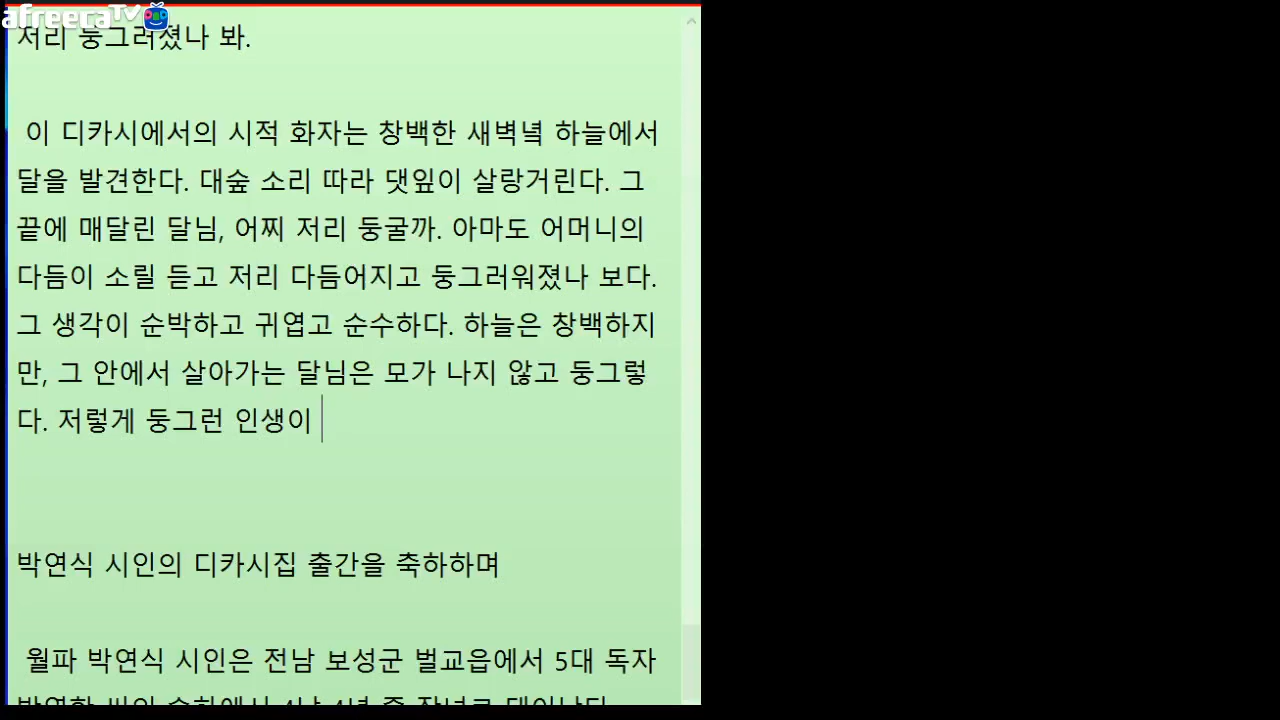 afreecaTV
저리 둥그러졌나 봐.
이 디카시에서의 시적 화자는 창백한 새벽녘 하늘에서
달을 발견한다. 대숲 소리 따라 댓잎이 살랑거린다. 그
끝에 매달린 달님, 어찌 저리 둥굴까. 아마도 어머니의
다듬이 소릴 듣고 저리 다듬어지고 둥그러워졌나 보다.
그 생각이 순박하고 귀엽고 순수하다. 하늘은 창백하지
만, 그 안에서 살아가는 달님은 모가 나지 않고 둥그렇
다. 저렇게 둥그런 인생이
박연식 시인의 디카시집 출간을 축하하며
월파 박연식 시인은 전남 보성군 벌교읍에서 5대 독자